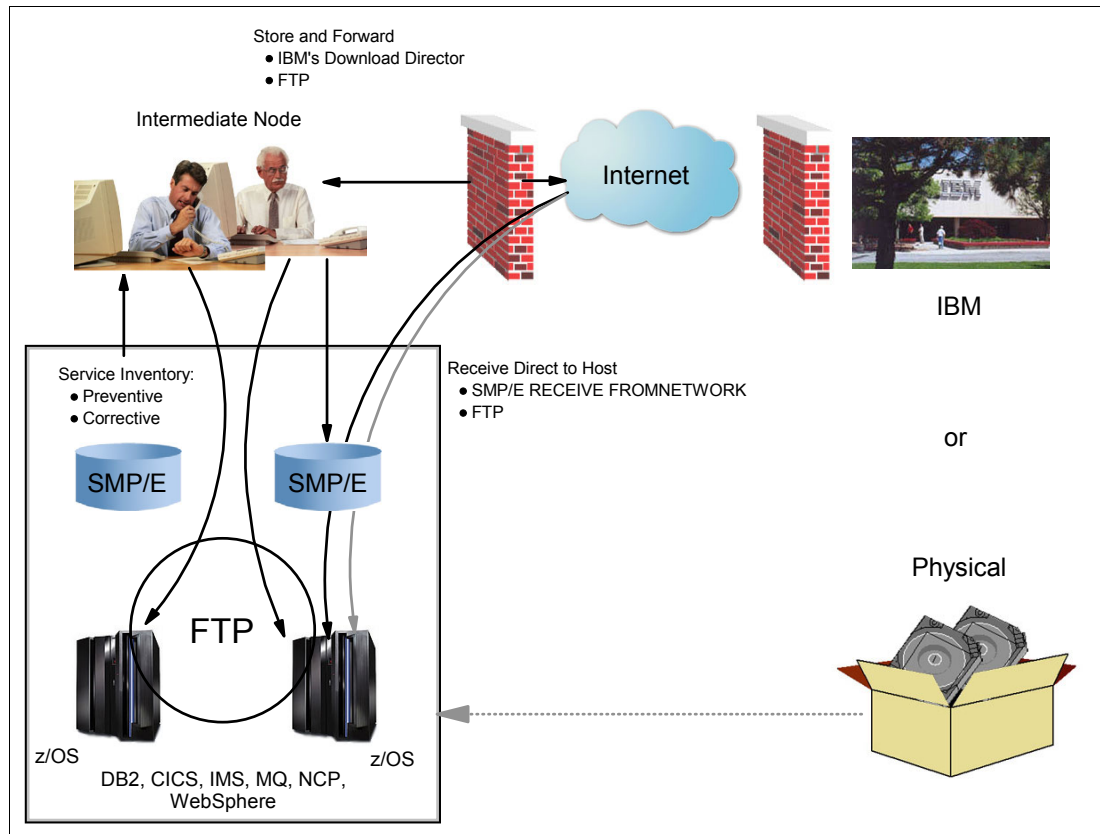 Store and Forward
● IBM's Download Director
● FTP
Intermediate Node
Internet
IBM
IBM
Service Inventory:
● Preventive
● Corrective
Receive Direct to Host
● SMP/E RECEIVE FROMNETWORK
● FTP
or
SMP/E
SMP/E
Physical
FTP
z/OS
z/OS
DB2, CICS, IMS, MQ, NCP,
WebSphere